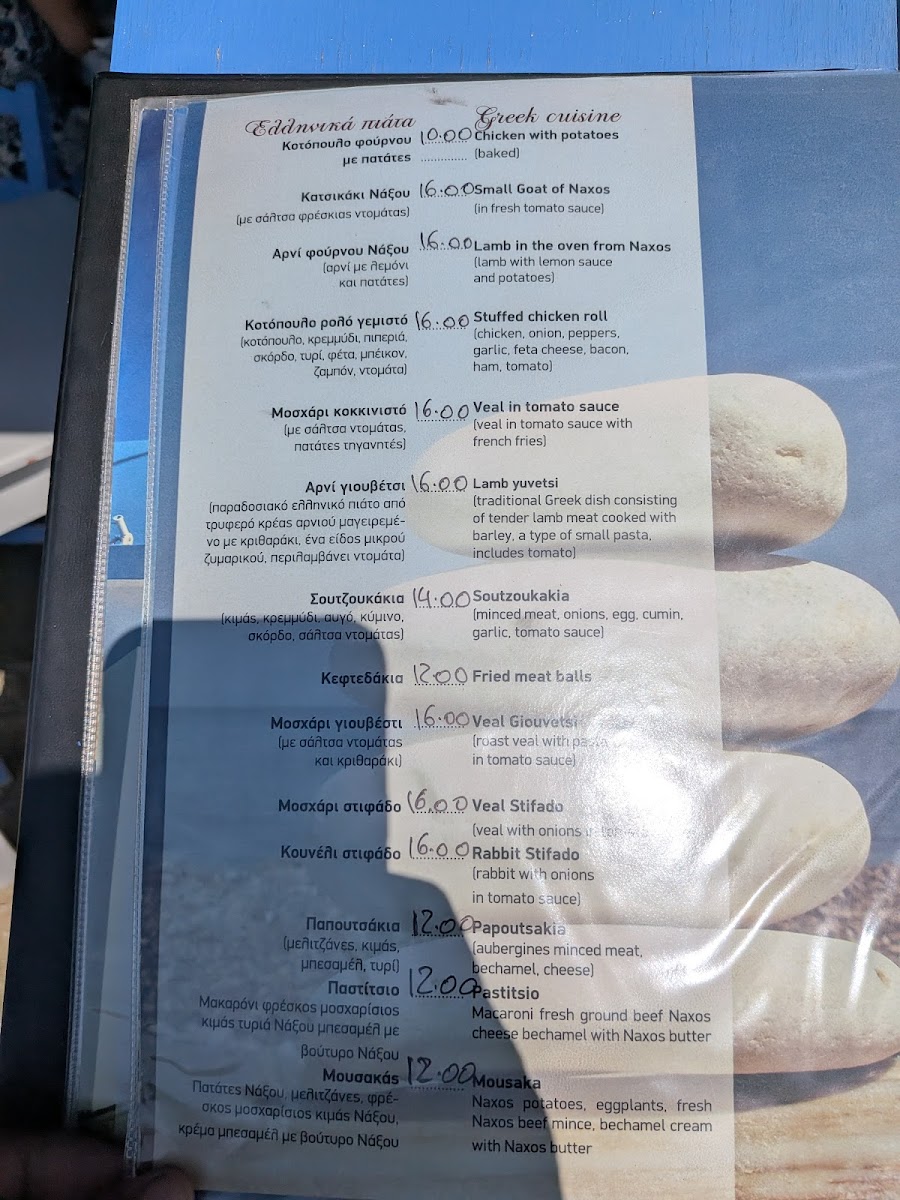 Ελληνικά πιάτα Greek cuisine
Κοτόπουλο φούρνου 10.00 Chicken with potatoes
με πατάτες ............ (baked)
Κατσικάκι Νάξου 16.00 Small Goat of Naxos
(με σάλτσα φρέσκιας ντομάτας) (in fresh tomato sauce)
Αρνί φούρνου Νάξου 16.00 Lamb in the oven from Naxos
(αρνί με λεμόνι (lamb with lemon sauce
και πατάτες) and potatoes)
Κοτόπουλο ρολό γεμιστό 16.00 Stuffed chicken roll
(κοτόπουλο, κρεμμύδι, πιπεριά, (chicken, onion, peppers,
σκόρδο, τυρί, φέτα, μπέικον, garlic, feta cheese, bacon,
ζαμπόν, ντομάτα) ham, tomato)
Μοσχάρι κοκκινιστό 16.00 Veal in tomato sauce
(με σάλτσα ντομάτας, (veal in tomato sauce with
πατάτες τηγανητές) french fries)
Αρνί γιουβέτσι 16.00 Lamb yuvetsi
(παραδοσιακό ελληνικό πιάτο από (traditional Greek dish consisting
τρυφερό κρέας αρνιού μαγειρεμέ- of tender lamb meat cooked with
νο με κριθαράκι, ένα είδος μικρού barley, a type of small pasta,
ζυμαρικού, περιλαμβάνει ντομάτα) includes tomato)
Σουτζουκάκια 14.00 Soutzoukakia
(κιμάς, κρεμμύδι, αυγό, κύμινο, (minced meat, onions, egg, cumin,
σκόρδο, σάλτσα ντομάτας) garlic, tomato sauce)
Κεφτεδάκια 12.00 Fried meat balls
Μοσχάρι γιουβέστι 16.00 Veal Giouvetsi
(με σάλτσα ντομάτας (roast veal with pasta
και κριθαράκι) in tomato sauce)
Μοσχάρι στιφάδο 16.00 Veal Stifado
(veal with onions
Κουνέλι στιφάδο 16.00 Rabbit Stifado
(rabbit with onions
in tomato sauce)
Παπουτσάκια 12.00 Papoutsakia
(μελιτζάνες, κιμάς, (aubergines minced meat,
μπεσαμέλ, τυρί) bechamel, cheese)
Παστίτσιο 12.00 Pastitsio
Μακαρόνι φρέσκος μοσχαρίσιος Macaroni fresh ground beef Naxos
κιμάς τυριά Νάξου μπεσαμέλ με cheese bechamel with Naxos butter
βούτυρο Νάξου
Μουσακάς 12.00 Mousaka
Πατάτες Νάξου, μελιτζάνες, φρέ- Naxos potatoes, eggplants, fresh
σκος μοσχαρίσιος κιμάς Νάξου, Naxos beef mince, bechamel cream
κρέμα μπεσαμέλ με βούτυρο Νάξου with Naxos butter